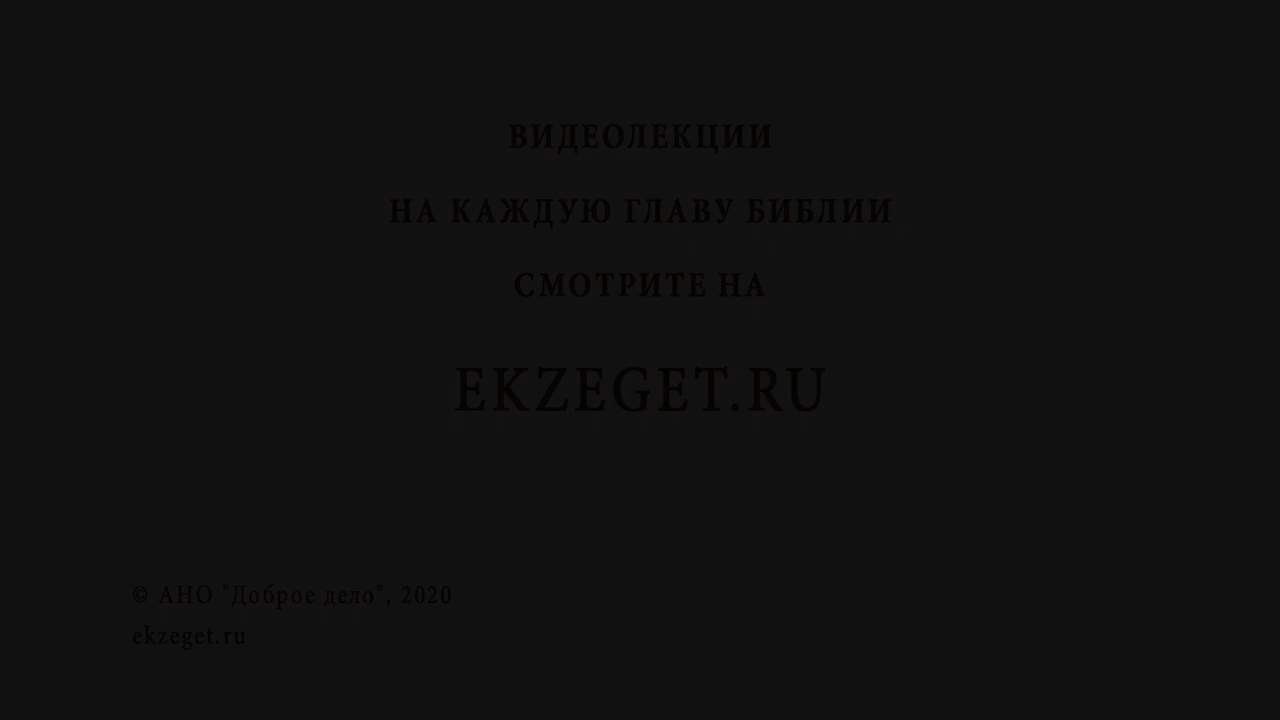 ВИДЕОЛЕКЦИИ
НА КАЖДУЮ ГЛАВУ БИБЛИИ
СМОТРИТЕ НА
EKZEGET.RU
© АНО "Доброе дело", 2020
ekzeget.ru